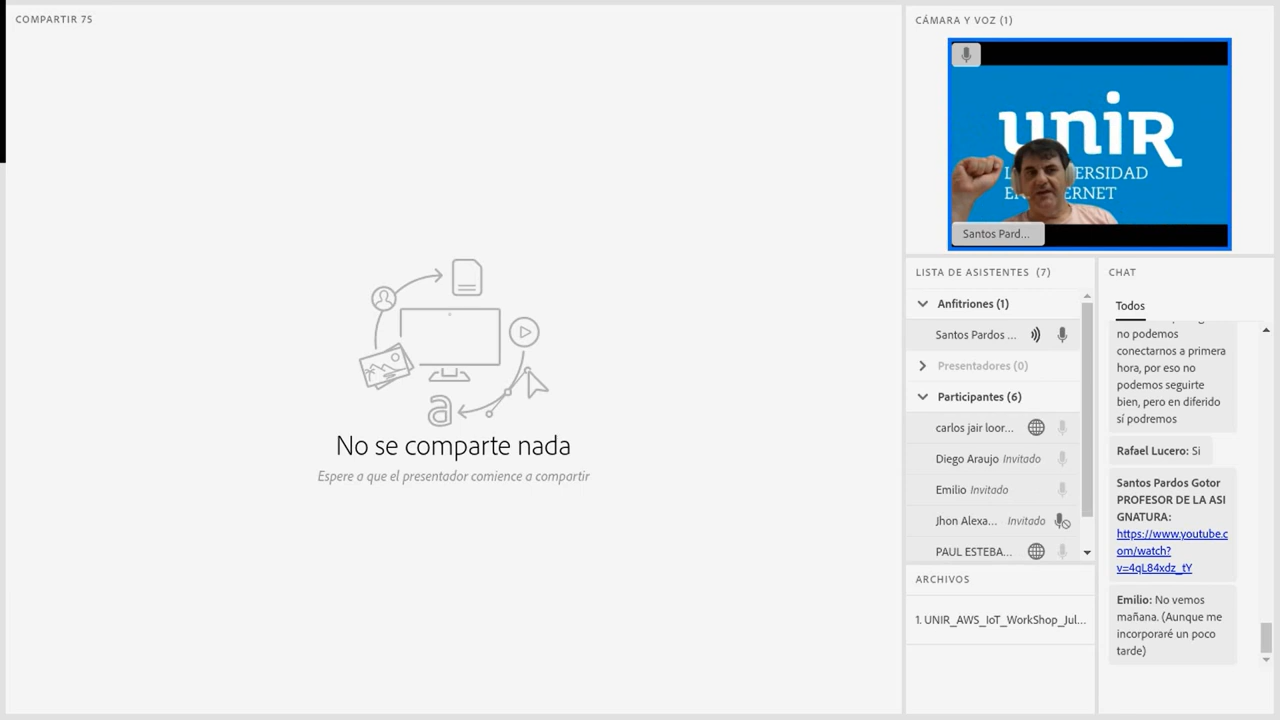 COMPARTIR 75
No se comparte nada
Espere a que el presentador comience a compartir
CÁMARA Y VOZ (1)
unir
ERSIDAD
ERNET
Santos Pard...
LISTA DE ASISTENTES (7)
Anfitriones (1)
Santos Pardos ...
Presentadores (0)
Participantes (6)
carlos jair loor...
Diego Araujo Invitado
Emilio Invitado
Jhon Alexa... Invitado
PAUL ESTEBA...
ARCHIVOS
1. UNIR_AWS_IoT_WorkShop_Jul...
CHAT
Todos
no podemos
conectarnos a primera
hora, por eso no
podemos seguirte
bien, pero en diferido
sí podremos
Rafael Lucero: Si
Santos Pardos Gotor
PROFESOR DE LA ASI
GNATURA:
https://www.youtube.c
om/watch?
v=4qL84xdz_tY
Emilio: No vemos
mañana. (Aunque me
incorporaré un poco
tarde)